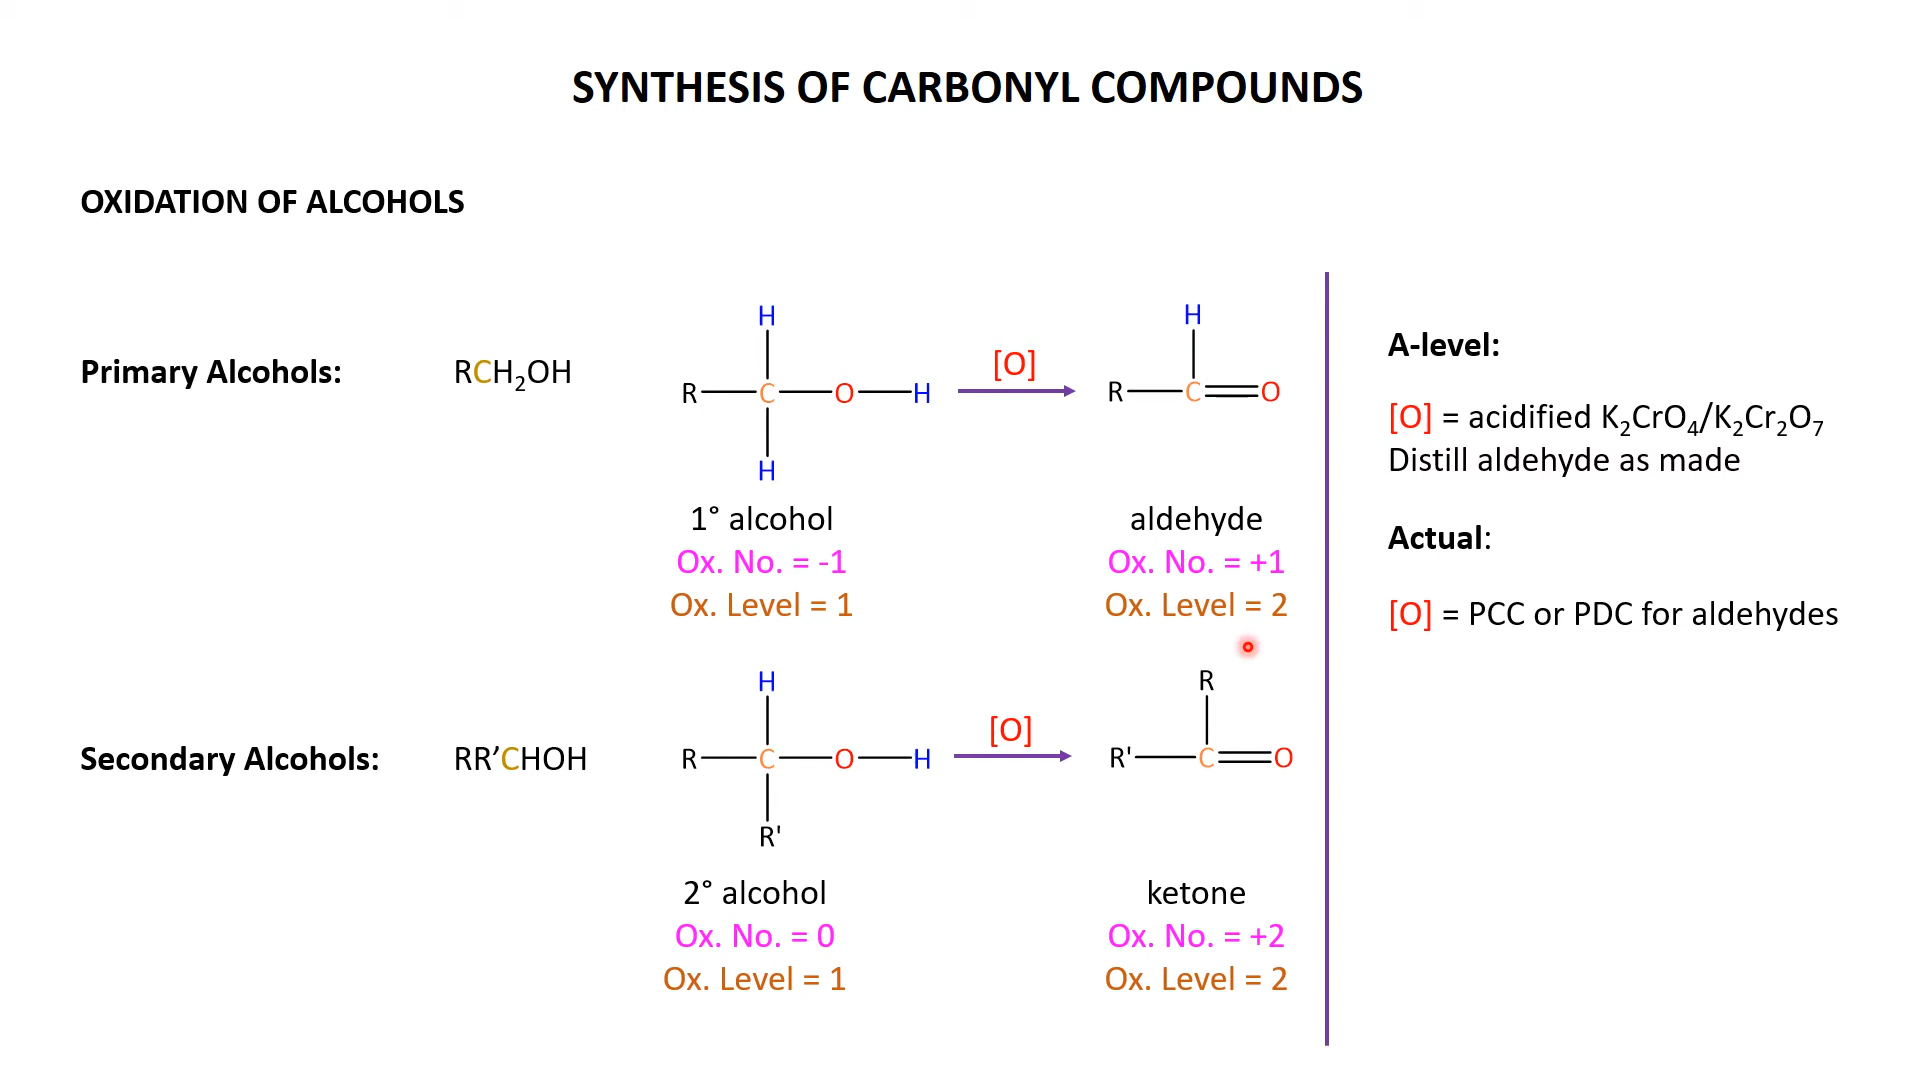 SYNTHESIS OF CARBONYL COMPOUNDS
OXIDATION OF ALCOHOLS
Primary Alcohols: RCH₂OH
H
R C O H
H
[O]
H
R C O
1° alcohol
Ox. No. = -1
Ox. Level = 1
aldehyde
Ox. No. = +1
Ox. Level = 2
Secondary Alcohols: RR’CHOH
H
R C O H
R'
[O]
R
R' C O
2° alcohol
Ox. No. = 0
Ox. Level = 1
ketone
Ox. No. = +2
Ox. Level = 2
A-level:
[O] = acidified K₂CrO₄/K₂Cr₂O₇
Distill aldehyde as made
Actual:
[O] = PCC or PDC for aldehydes